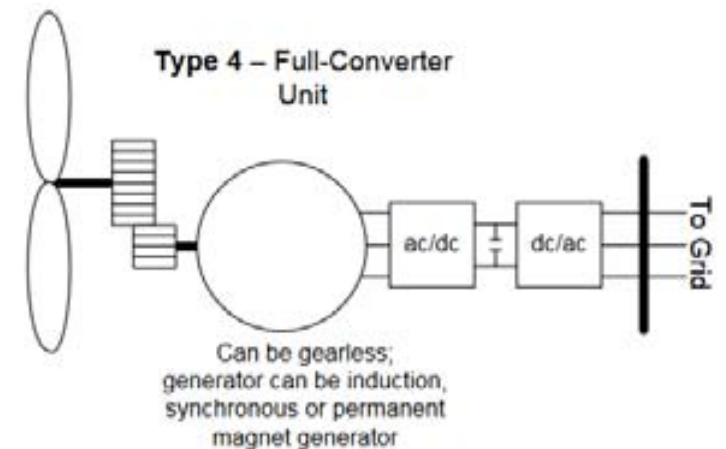 Type 4 – Full-Converter
Unit
ac/dc
dc/ac
To Grid
Can be gearless;
generator can be induction,
synchronous or permanent
magnet generator